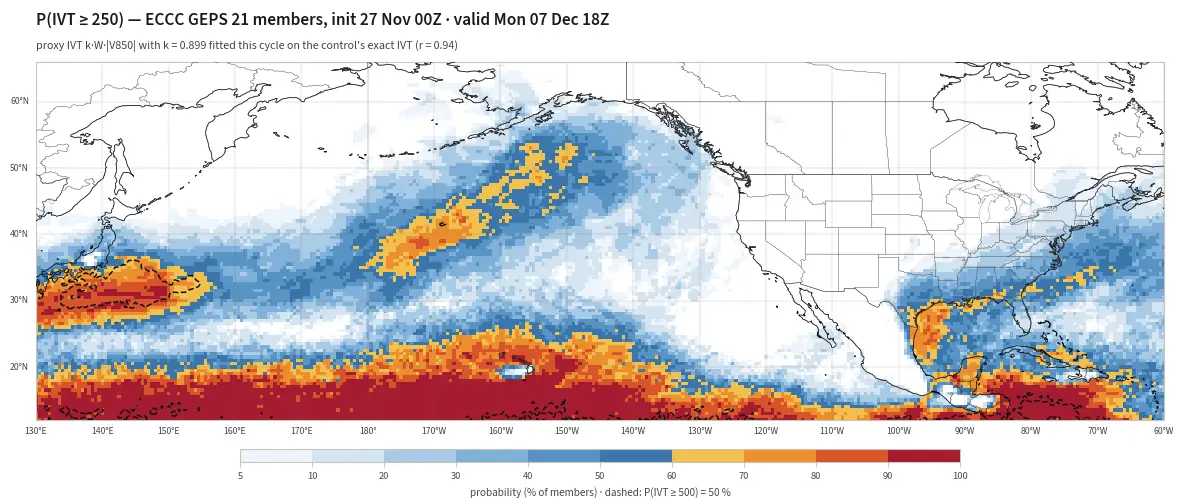 P(IVT ≥ 250) — ECCC GEPS 21 members, init 27 Nov 00Z · valid Mon 07 Dec 18Z
proxy IVT k·W·|V850| with k = 0.899 fitted this cycle on the control's exact IVT (r = 0.94)
60°N
50°N
40°N
30°N
20°N
130°E 140°E 150°E 160°E 170°E 180° 170°W 160°W 150°W 140°W 130°W 120°W 110°W 100°W 90°W 80°W 70°W 60°W
5 10 20 30 40 50 60 70 80 90 100
probability (% of members) · dashed: P(IVT ≥ 500) = 50 %